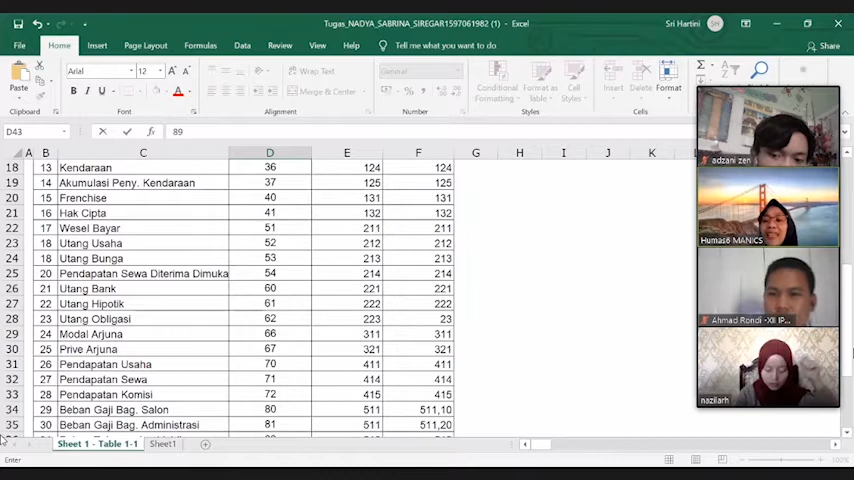 Tugas_NADYA_SABRINA_SIREGAR1597061982 (1) - Excel
Sri Hartini
SH
File Home Insert Page Layout Formulas Data Review View Help Tell me what you want to do Share
Paste
Arial 12 A A
B I U A
Wrap Text
Merge & Center
General
Conditional Formatting
Format as Table
Cell Styles
Insert Delete Format
Clipboard Font Alignment Number Styles Cells
D43 fx 89
A B C D E F G H I J K
18 13 Kendaraan 36 124 124
19 14 Akumulasi Peny. Kendaraan 37 125 125
20 15 Frenchise 40 131 131
21 16 Hak Cipta 41 132 132
22 17 Wesel Bayar 51 211 211
23 18 Utang Usaha 52 212 212
24 18 Utang Bunga 53 213 213
25 20 Pendapatan Sewa Diterima Dimuka 54 214 214
26 21 Utang Bank 60 221 221
27 22 Utang Hipotik 61 222 222
28 23 Utang Obligasi 62 223 23
29 24 Modal Arjuna 66 311 311
30 25 Prive Arjuna 67 321 321
31 26 Pendapatan Usaha 70 411 411
32 27 Pendapatan Sewa 71 414 414
33 28 Pendapatan Komisi 72 415 415
34 29 Beban Gaji Bag. Salon 80 511 511,10
35 30 Beban Gaji Bag. Administrasi 81 511 511,20
Sheet 1 - Table 1-1 Sheet1
Enter
100%
adzani zen
Humas6 MANICS
Ahmad Rondi -XII IP...
nazilarh